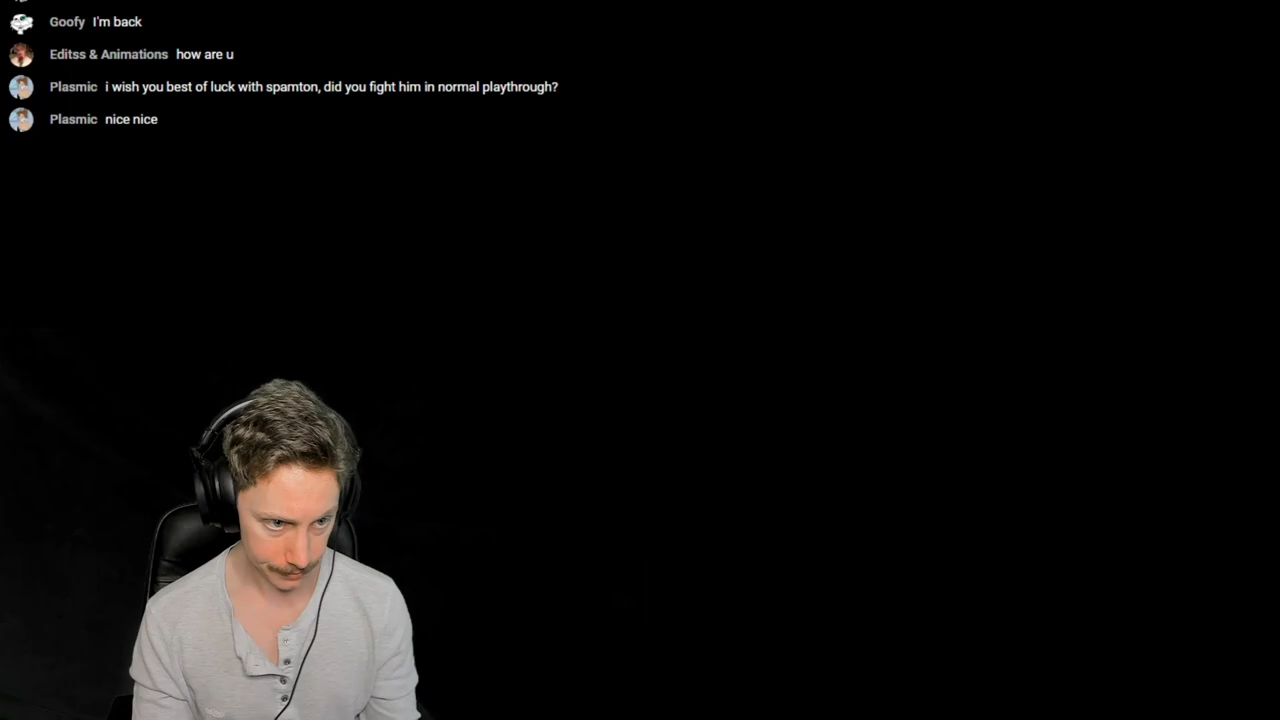 Goofy I'm back
Editss & Animations how are u
Plasmic i wish you best of luck with spamton, did you fight him in normal playthrough?
Plasmic nice nice